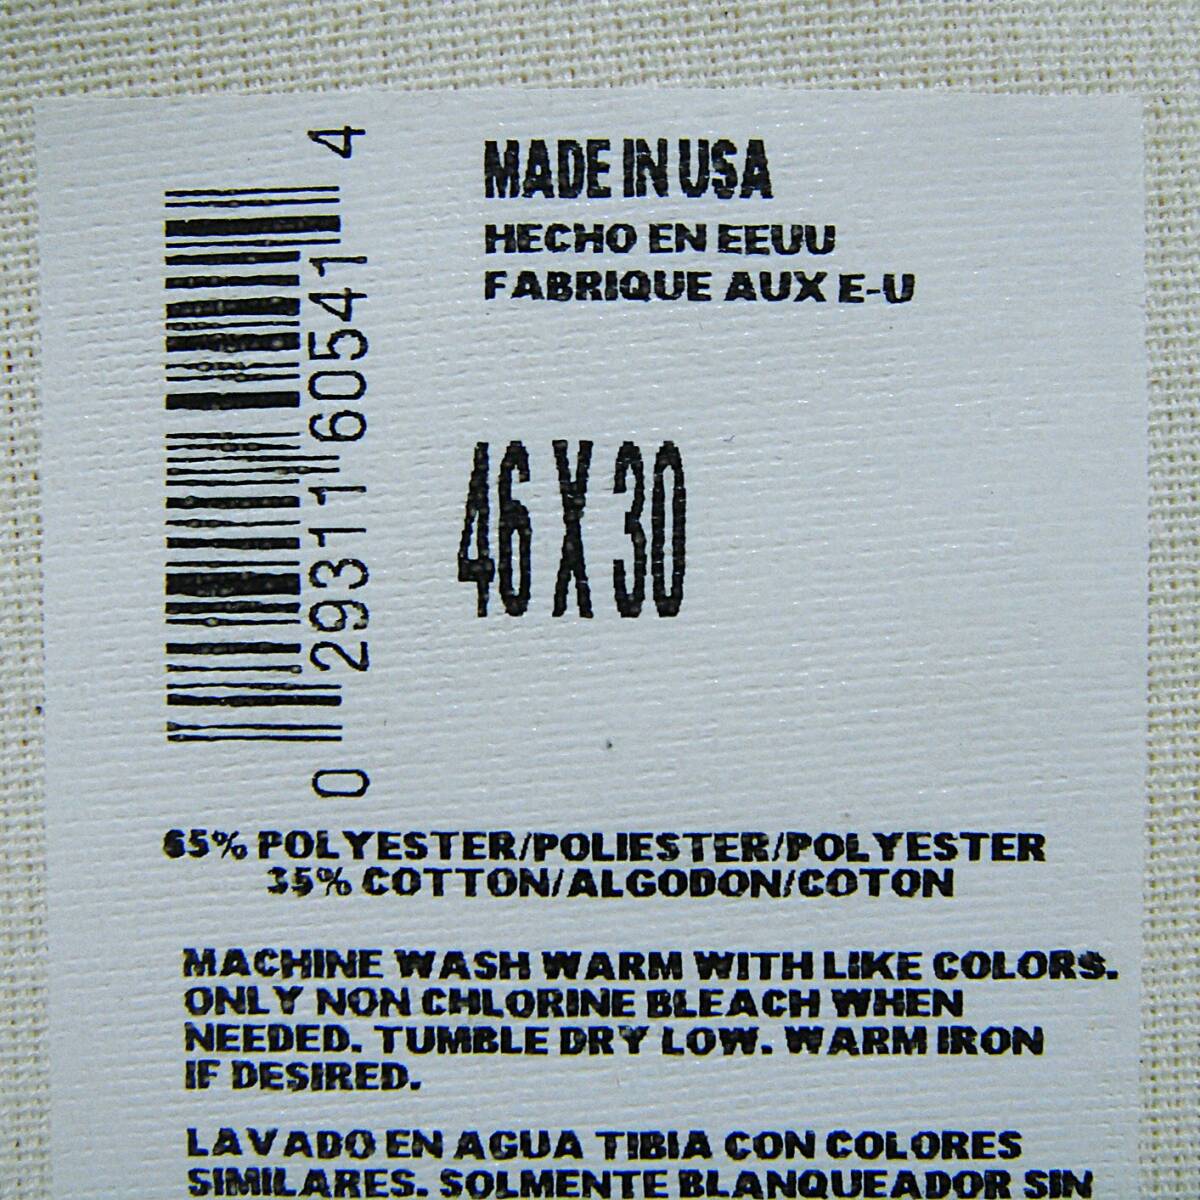 MADE IN USA
HECHO EN EEUU
FABRIQUE AUX E-U
46 X 30
0 29311 60541 4
65% POLYESTER/POLIESTER/POLYESTER
35% COTTON/ALGODON/COTON
MACHINE WASH WARM WITH LIKE COLORS.
ONLY NON CHLORINE BLEACH WHEN
NEEDED. TUMBLE DRY LOW. WARM IRON
IF DESIRED.
LAVADO EN AGUA TIBIA CON COLORES
SIMILARES. SOLMENTE BLANQUEADOR SIN